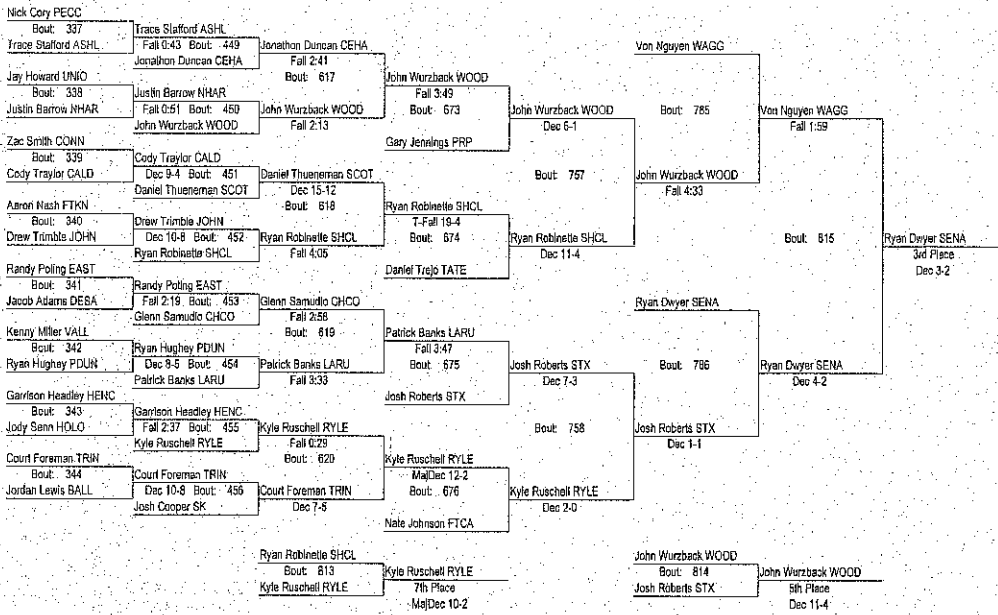 Nick Cory PECC
Bout: 337
Trace Stafford ASHL
Trace Stafford ASHL
Fall 0:43 Bout: 449
Jonathon Duncan CEHA
Jonathon Duncan CEHA
Fall 2:41
Bout: 617
Jay Howard UNIO
Bout: 338
Justin Barrow NHAR
Justin Barrow NHAR
Fall 0:51 Bout: 450
John Wurzback WOOD
John Wurzback WOOD
Fall 2:13
John Wurzback WOOD
Fall 3:49
Bout: 673
Gary Jennings PRP
John Wurzback WOOD
Dec 6-1
Zac Smith CONN
Bout: 339
Cody Traylor CALD
Cody Traylor CALD
Dec 9-4 Bout: 451
Daniel Thueneman SCOT
Daniel Thueneman SCOT
Dec 15-12
Bout: 618
Aaron Nash FTKN
Bout: 340
Drew Trimble JOHN
Drew Trimble JOHN
Dec 10-8 Bout: 452
Ryan Robinette SHCL
Ryan Robinette SHCL
Fall 4:05
Ryan Robinette SHCL
T-Fall 19-4
Bout: 674
Daniel Trejo TATE
Ryan Robinette SHCL
Dec 11-4
Bout: 757
Von Nguyen WAGG
Bout: 785
John Wurzback WOOD
Fall 4:33
Von Nguyen WAGG
Fall 1:59
Randy Poling EAST
Bout: 341
Jacob Adams DESA
Randy Poling EAST
Fall 2:19 Bout: 453
Glenn Samudio CHCO
Glenn Samudio CHCO
Fall 2:58
Bout: 619
Kenny Miller VALL
Bout: 342
Ryan Hughey PDUN
Ryan Hughey PDUN
Dec 8-5 Bout: 454
Patrick Banks LARU
Patrick Banks LARU
Fall 3:33
Patrick Banks LARU
Fall 3:47
Bout: 675
Josh Roberts STX
Josh Roberts STX
Dec 7-3
Garrison Headley HENC
Bout: 343
Jody Senn HOLO
Garrison Headley HENC
Fall 2:37 Bout: 455
Kyle Ruschell RYLE
Kyle Ruschell RYLE
Fall 0:29
Bout: 620
Court Foreman TRIN
Bout: 344
Jordan Lewis BALL
Court Foreman TRIN
Dec 10-8 Bout: 456
Josh Cooper SK
Court Foreman TRIN
Dec 7-5
Kyle Ruschell RYLE
MajDec 12-2
Bout: 676
Nate Johnson FTCA
Kyle Ruschell RYLE
Dec 2-0
Bout: 758
Ryan Dwyer SENA
Bout: 786
Josh Roberts STX
Dec 1-1
Ryan Dwyer SENA
Dec 4-2
Bout: 815
Ryan Dwyer SENA
3rd Place
Dec 3-2
Ryan Robinette SHCL
Bout: 813
Kyle Ruschell RYLE
Kyle Ruschell RYLE
7th Place
MajDec 10-2
John Wurzback WOOD
Bout: 814
Josh Roberts STX
John Wurzback WOOD
5th Place
Dec 11-4